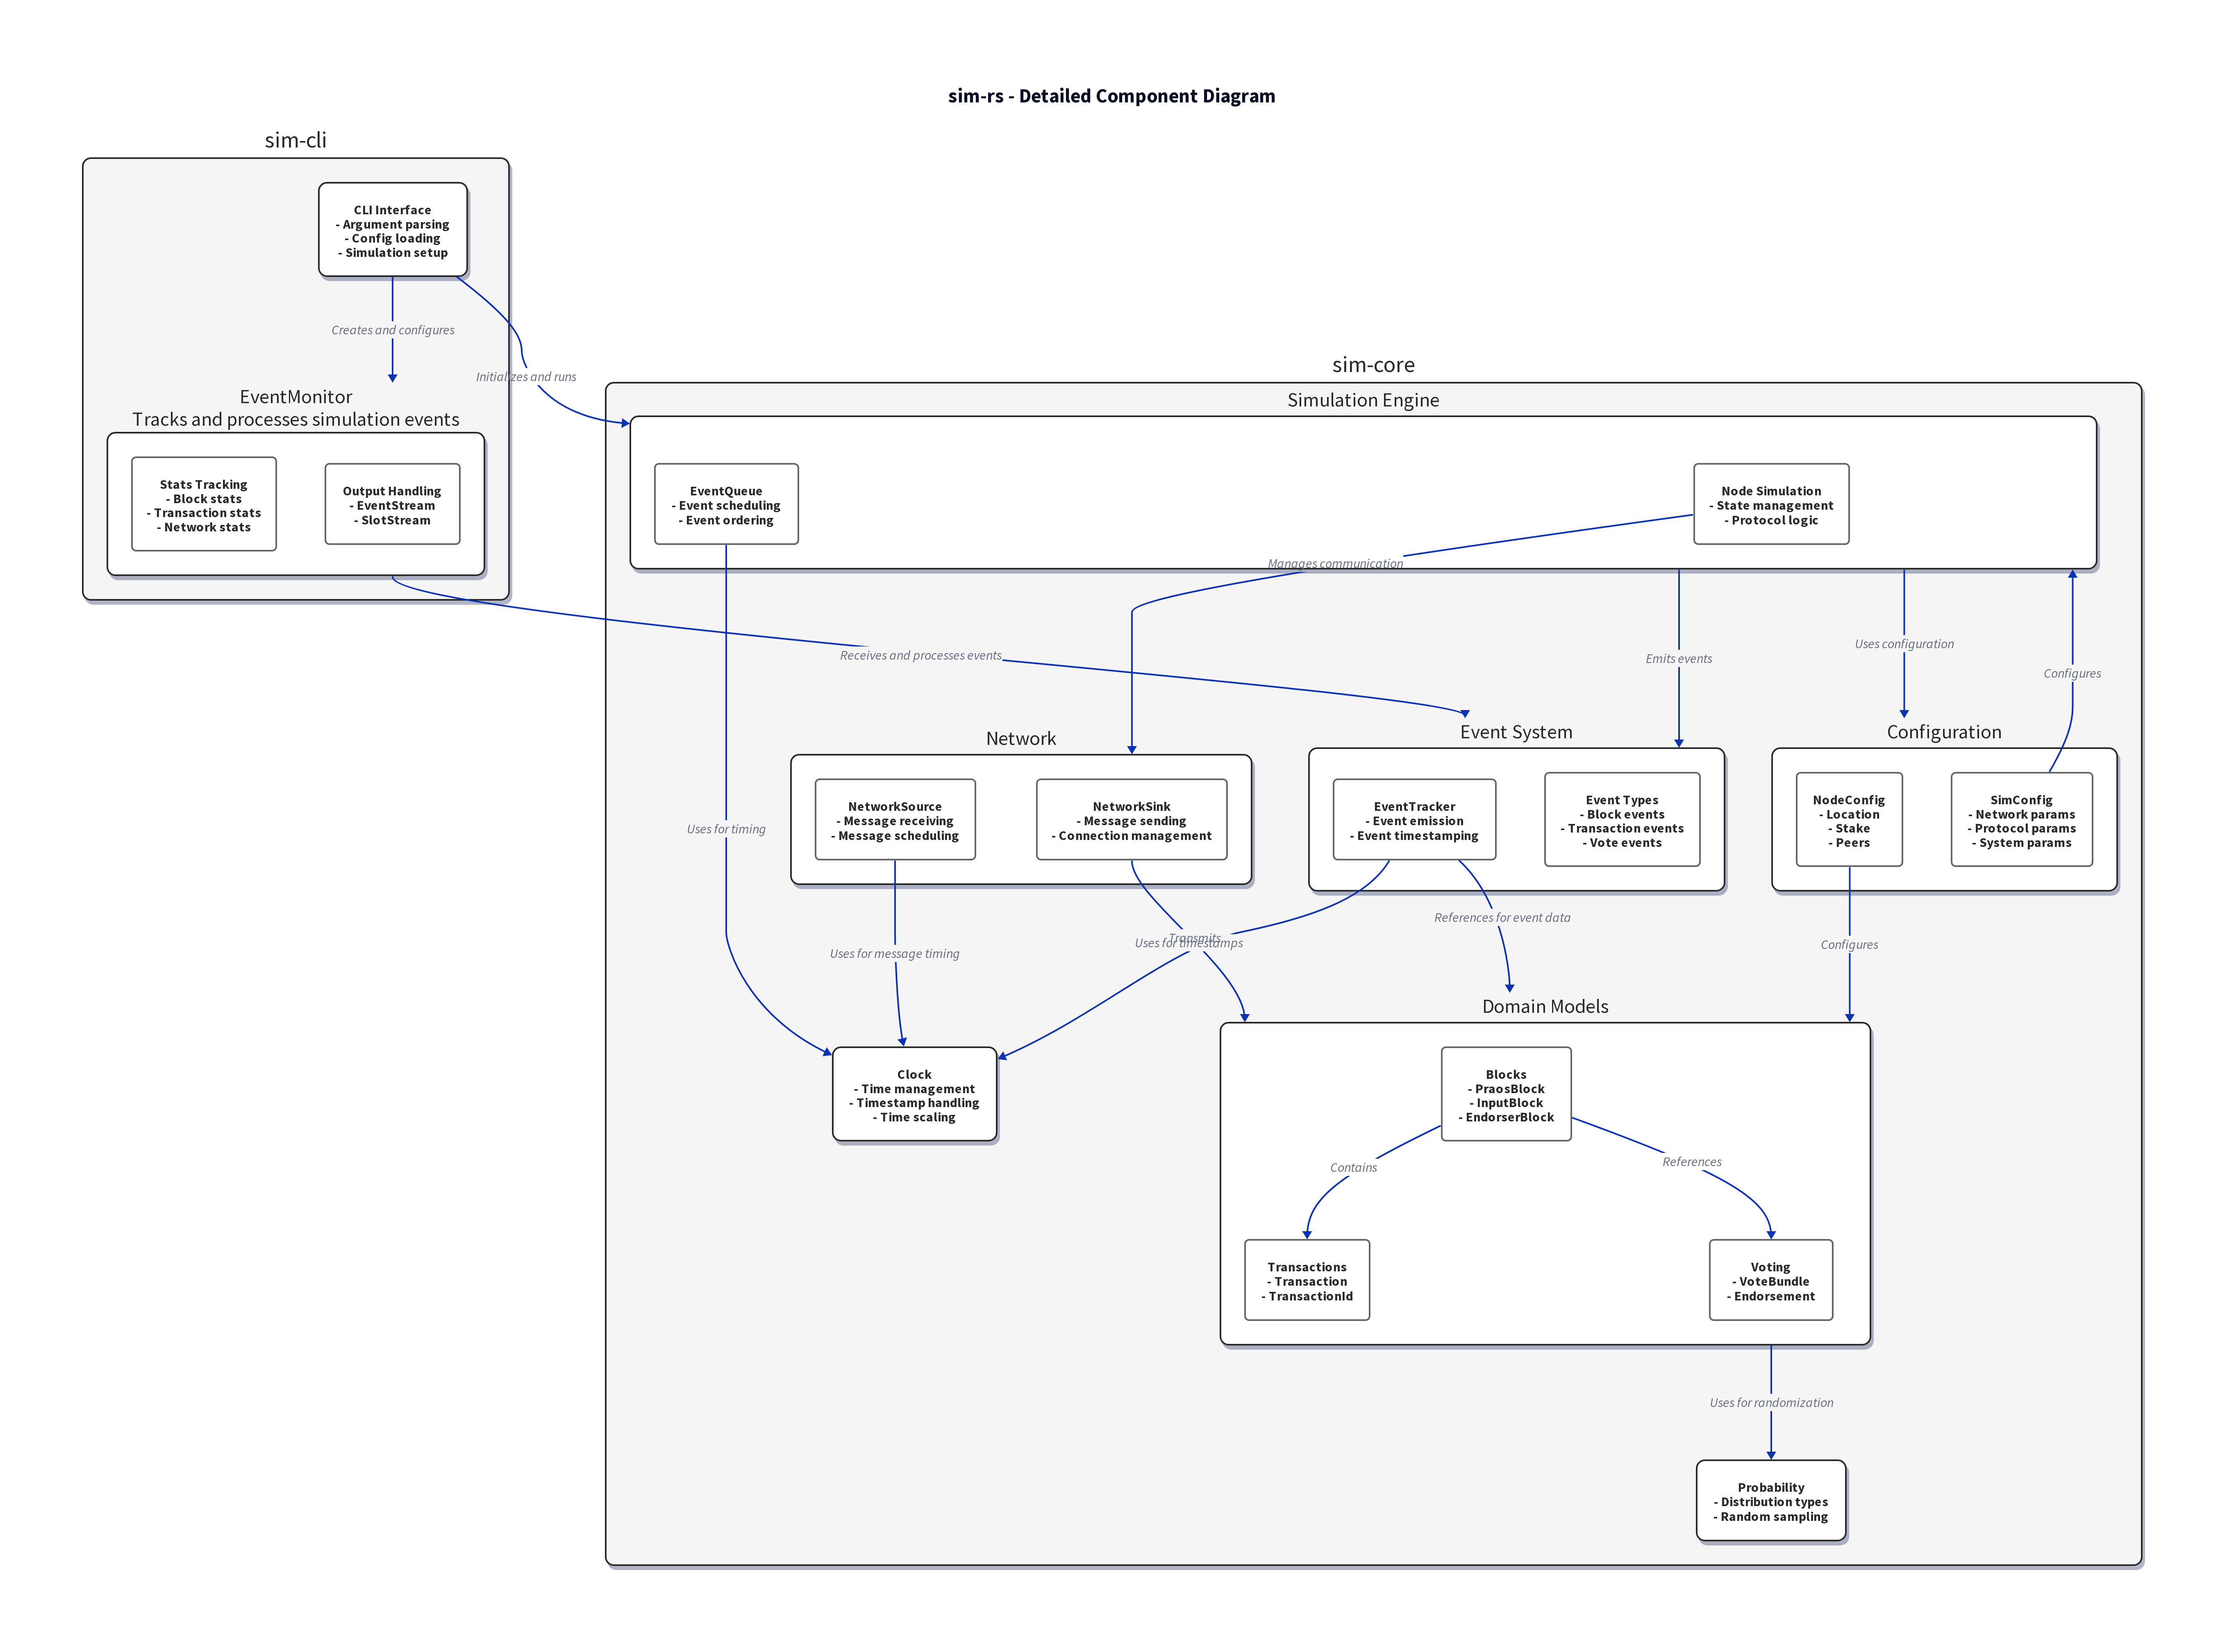 sim-rs - Detailed Component Diagram
sim-cli
CLI Interface
- Argument parsing
- Config loading
- Simulation setup
Creates and configures
Initializes and runs
EventMonitor
Tracks and processes simulation events
Stats Tracking
- Block stats
- Transaction stats
- Network stats
Output Handling
- EventStream
- SlotStream
sim-core
Simulation Engine
EventQueue
- Event scheduling
- Event ordering
Node Simulation
- State management
- Protocol logic
Manages communication
Receives and processes events
Emits events
Uses configuration
Configures
Network
NetworkSource
- Message receiving
- Message scheduling
NetworkSink
- Message sending
- Connection management
Event System
EventTracker
- Event emission
- Event timestamping
Event Types
- Block events
- Transaction events
- Vote events
Configuration
NodeConfig
- Location
- Stake
- Peers
SimConfig
- Network params
- Protocol params
- System params
Uses for timing
Uses for message timing
Transmits
Uses for timestamps
References for event data
Configures
Clock
- Time management
- Timestamp handling
- Time scaling
Domain Models
Blocks
- PraosBlock
- InputBlock
- EndorserBlock
Contains
References
Transactions
- Transaction
- TransactionId
Voting
- VoteBundle
- Endorsement
Uses for randomization
Probability
- Distribution types
- Random sampling